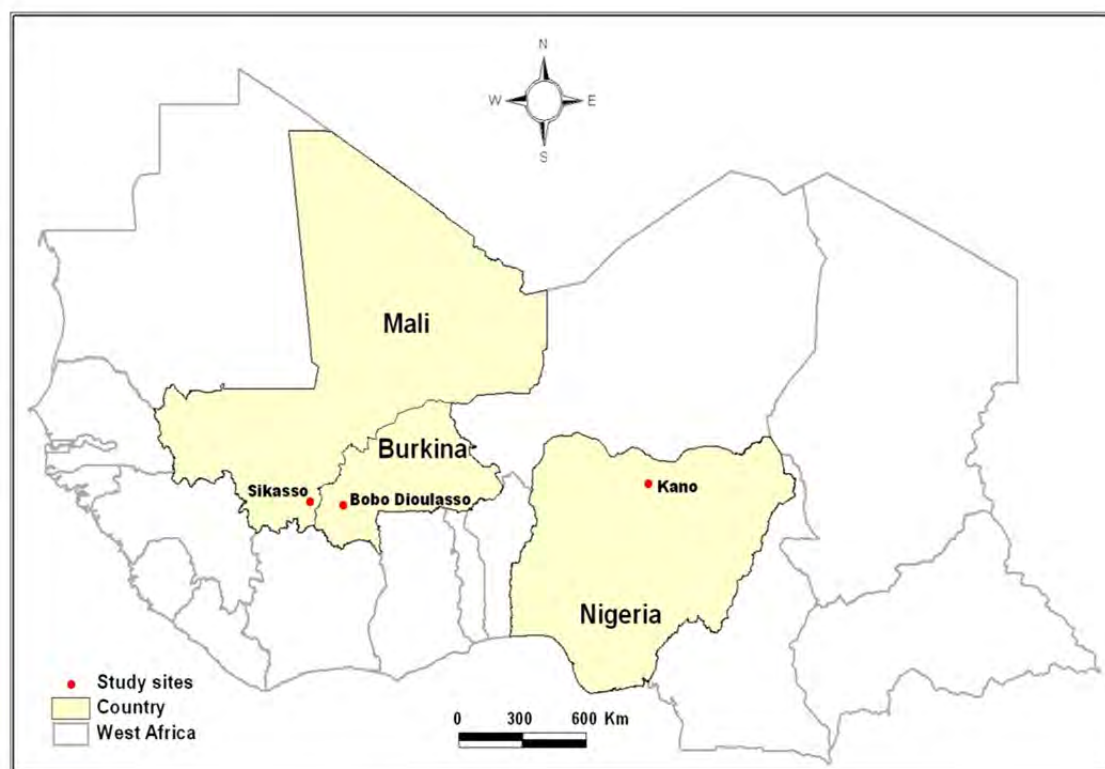 N
W E
S
Mali
Burkina
Sikasso
Bobo Dioulasso
Kano
Nigeria
Study sites
Country
West Africa
0 300 600 Km